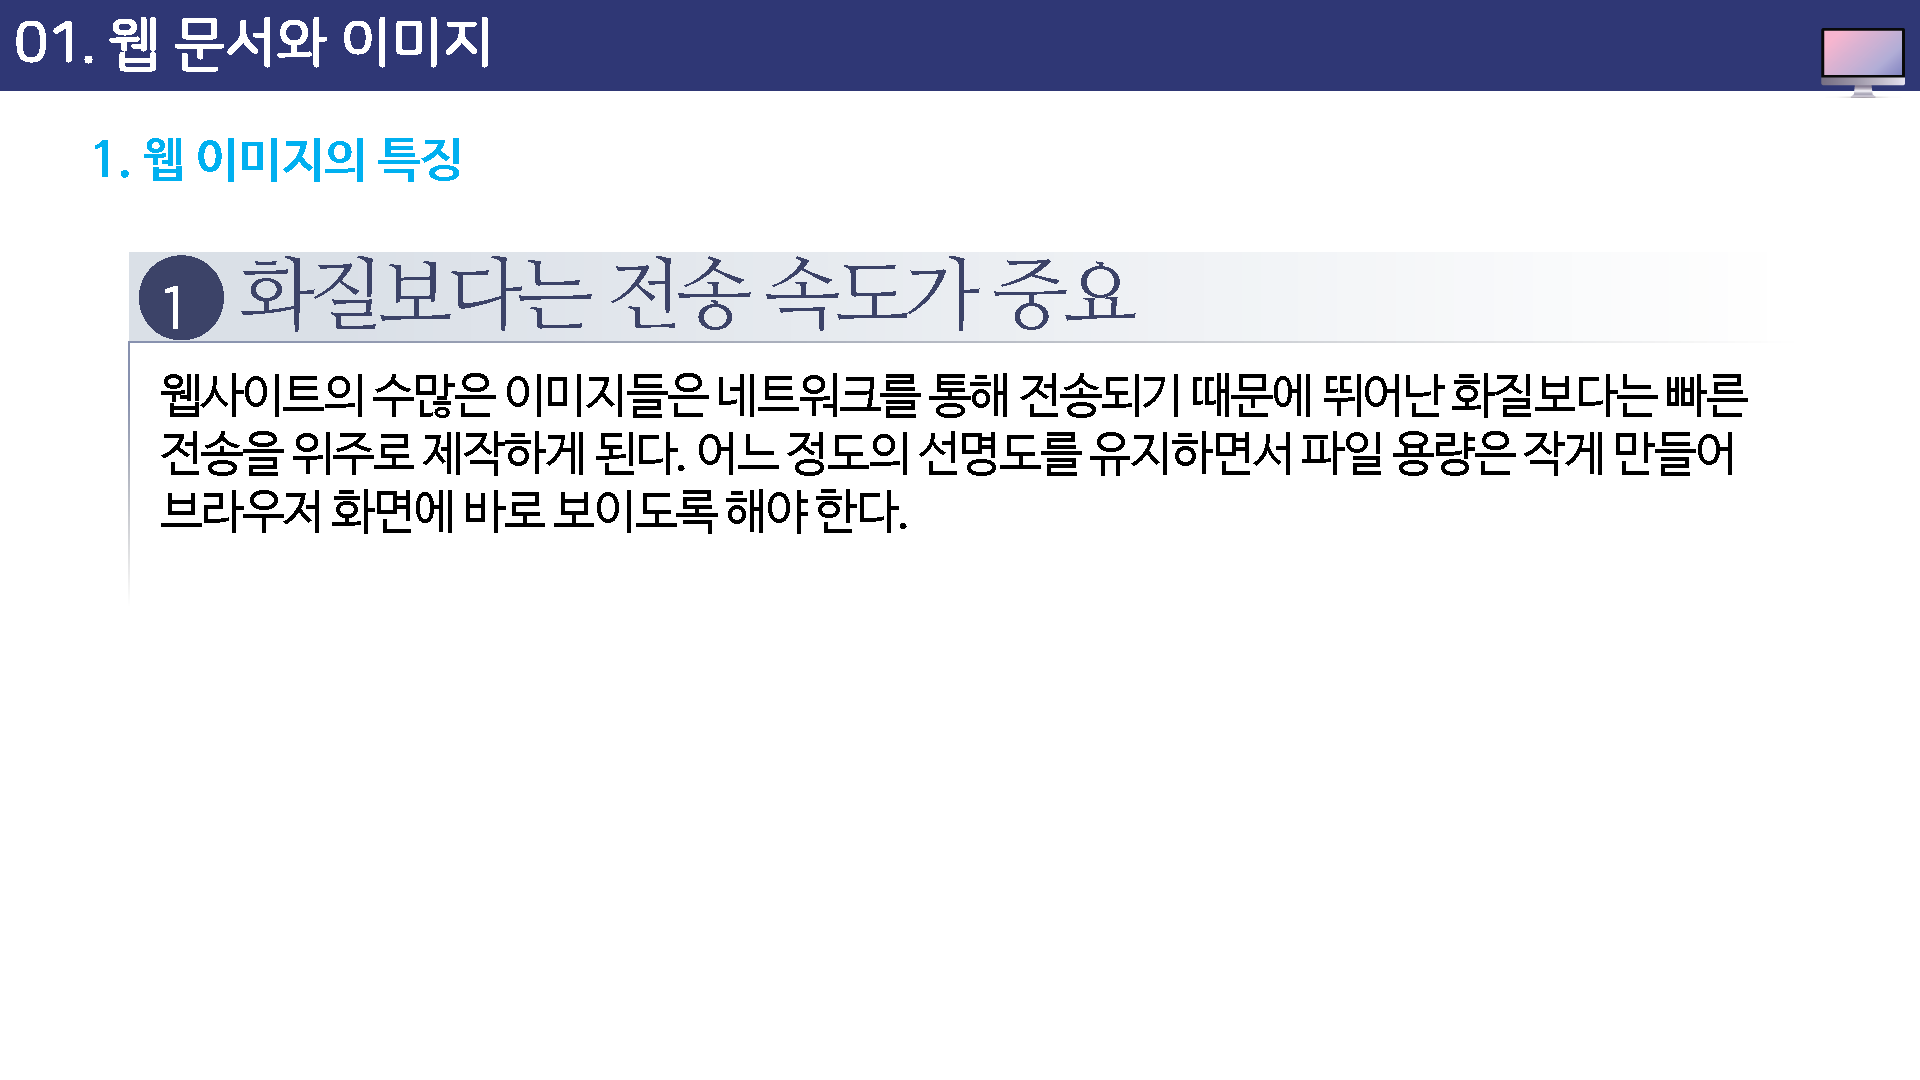 01. 웹 문서와 이미지
1. 웹 이미지의 특징
1 화질보다는 전송 속도가 중요
웹사이트의 수많은 이미지들은 네트워크를 통해 전송되기 때문에 뛰어난 화질보다는 빠른
전송을 위주로 제작하게 된다. 어느 정도의 선명도를 유지하면서 파일 용량은 작게 만들어
브라우저 화면에 바로 보이도록 해야 한다.